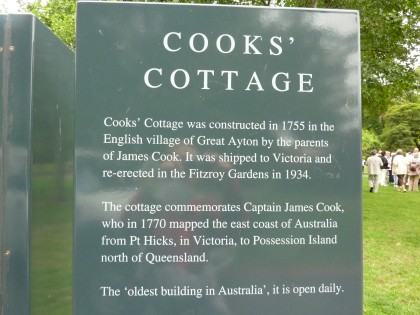 COOKS'
COTTAGE
Cooks' Cottage was constructed in 1755 in the
English village of Great Ayton by the parents
of James Cook. It was shipped to Victoria and
re-erected in the Fitzroy Gardens in 1934.
The cottage commemorates Captain James Cook,
who in 1770 mapped the east coast of Australia
from Pt Hicks, in Victoria, to Possession Island
north of Queensland.
The 'oldest building in Australia', it is open daily.